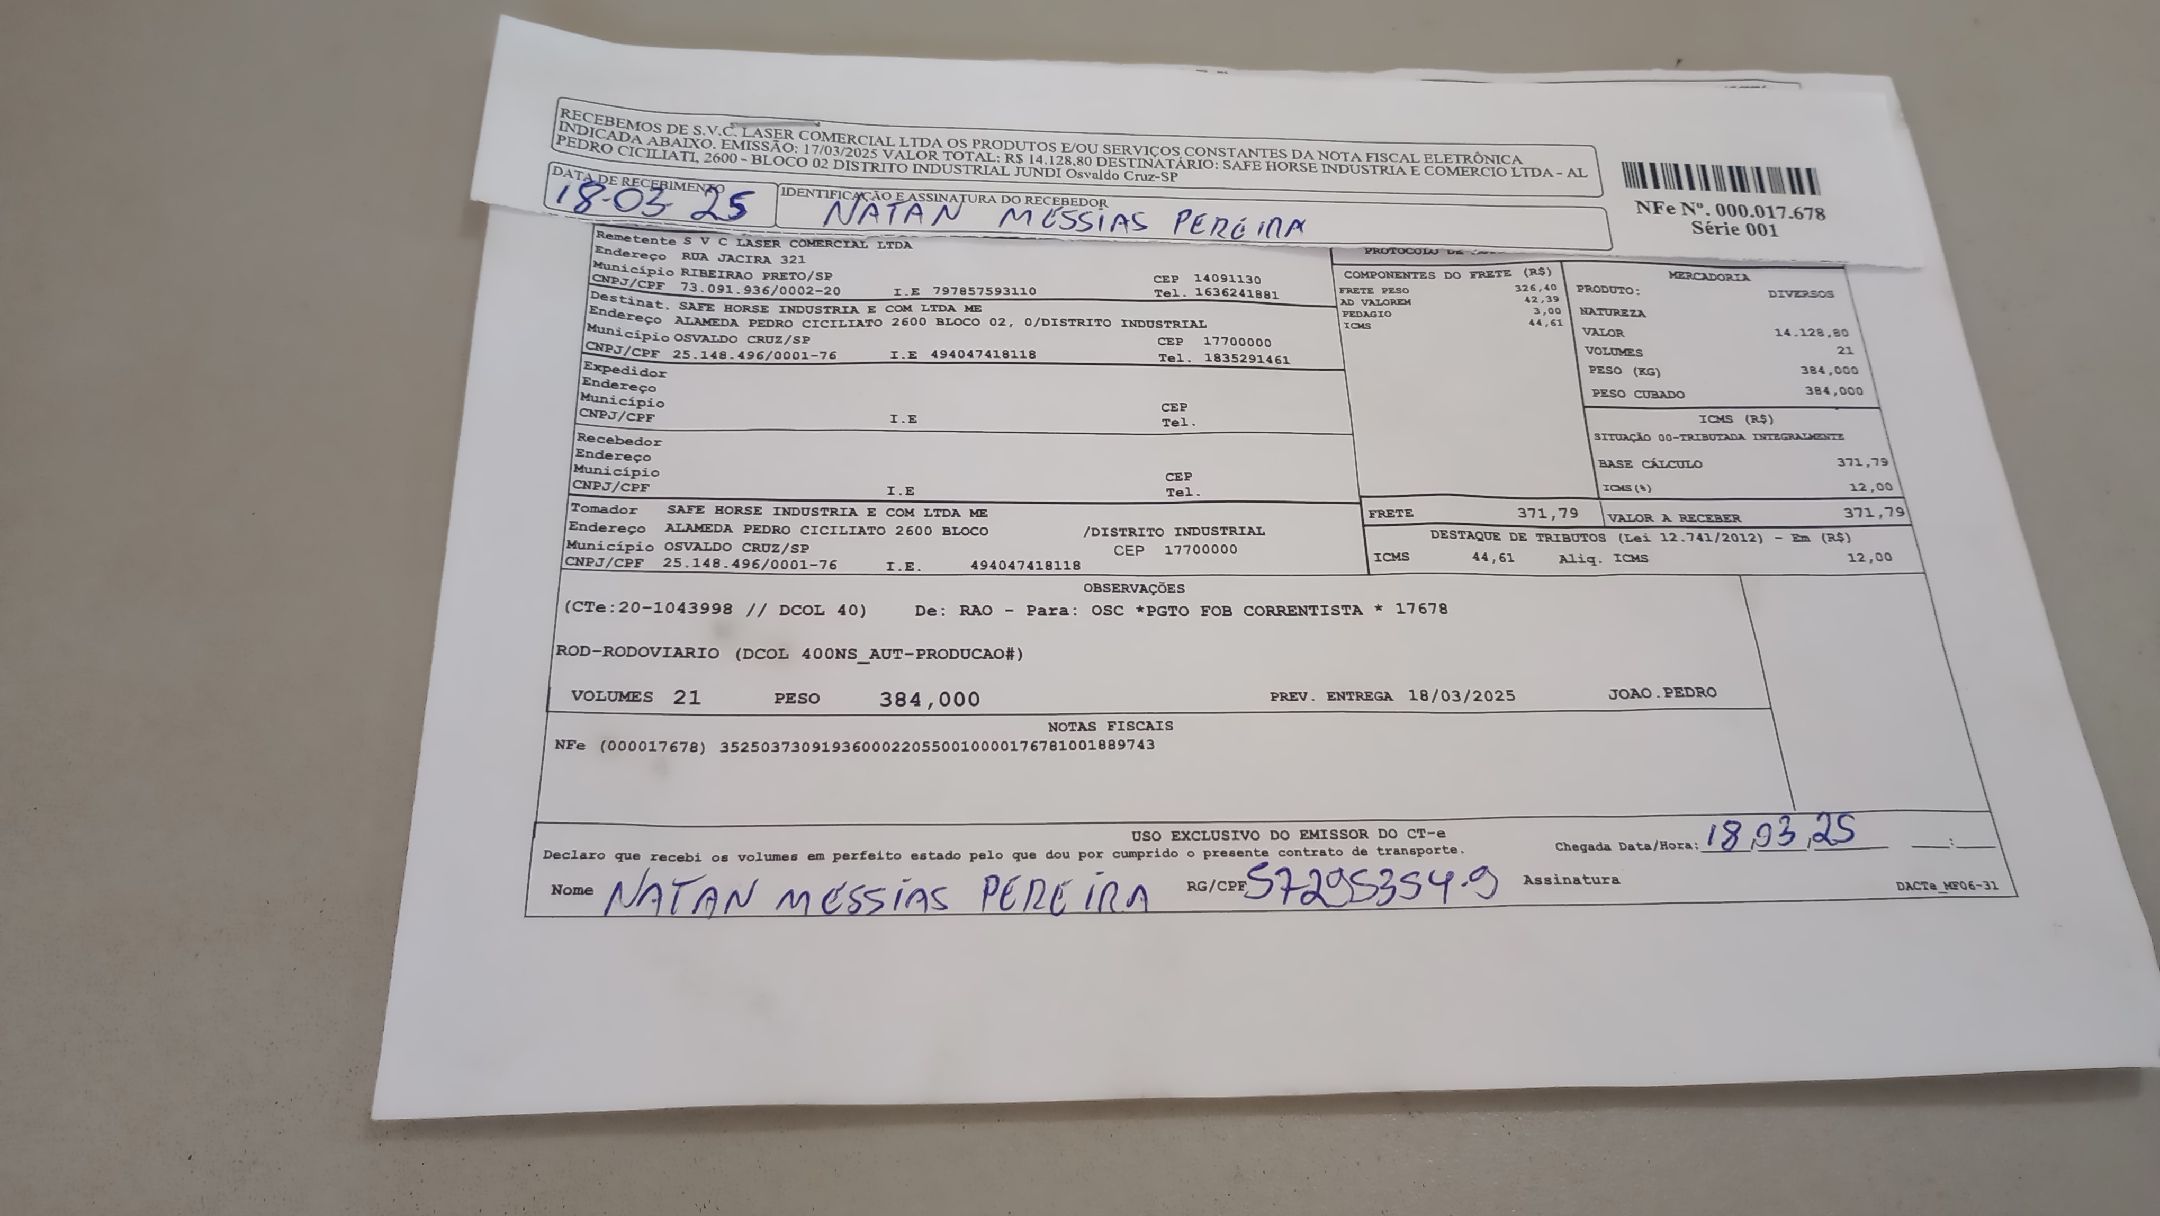 RECEBEMOS DE S.V.C. LASER COMERCIAL LTDA OS PRODUTOS E/OU SERVIÇOS CONSTANTES DA NOTA FISCAL ELETRÔNICA
INDICADA ABAIXO. EMISSÃO: 17/03/2025 VALOR TOTAL: R$ 14.128,80 DESTINATÁRIO: SAFE HORSE INDUSTRIA E COMERCIO LTDA - AL
PEDRO CICILIATI, 2600 - BLOCO 02 DISTRITO INDUSTRIAL JUNDI Osvaldo Cruz-SP
DATA DE RECEBIMENTO IDENTIFICAÇÃO E ASSINATURA DO RECEBEDOR
18-03-25 NATAN MESSIAS PEREIRA
NFe Nº. 000.017.678
Série 001
Remetente S V C LASER COMERCIAL LTDA
Endereço RUA JACIRA 321
Município RIBEIRAO PRETO/SP CEP 14091130
CNPJ/CPF 73.091.936/0002-20 I.E 797857593110 Tel. 1636241881
Destinat. SAFE HORSE INDUSTRIA E COM LTDA ME
Endereço ALAMEDA PEDRO CICILIATO 2600 BLOCO 02, 0/DISTRITO INDUSTRIAL
Município OSVALDO CRUZ/SP CEP 17700000
CNPJ/CPF 25.148.496/0001-76 I.E 494047418118 Tel. 1835291461
Expedidor
Endereço
Município CEP
CNPJ/CPF I.E Tel.
Recebedor
Endereço
Município CEP
CNPJ/CPF I.E Tel.
Tomador SAFE HORSE INDUSTRIA E COM LTDA ME
Endereço ALAMEDA PEDRO CICILIATO 2600 BLOCO /DISTRITO INDUSTRIAL
Município OSVALDO CRUZ/SP CEP 17700000
CNPJ/CPF 25.148.496/0001-76 I.E. 494047418118
PROTOCOLO DE
COMPONENTES DO FRETE (R$)
FRETE PESO 326,40
AD VALOREM 42,39
PEDAGIO 3,00
ICMS 44,61
MERCADORIA
PRODUTO: DIVERSOS
NATUREZA
VALOR 14.128,80
VOLUMES 21
PESO (KG) 384,000
PESO CUBADO 384,000
ICMS (R$)
SITUAÇÃO 00-TRIBUTADA INTEGRALMENTE
BASE CÁLCULO 371,79
ICMS(%) 12,00
FRETE 371,79 VALOR A RECEBER 371,79
DESTAQUE DE TRIBUTOS (Lei 12.741/2012) - Em (R$)
ICMS 44,61 Aliq. ICMS 12,00
OBSERVAÇÕES
(CTe:20-1043998 // DCOL 40) De: RAO - Para: OSC *PGTO FOB CORRENTISTA * 17678
ROD-RODOVIARIO (DCOL 400NS_AUT-PRODUCAO#)
VOLUMES 21 PESO 384,000 PREV. ENTREGA 18/03/2025 JOAO.PEDRO
NOTAS FISCAIS
NFe (000017678) 35250373091936000220550010000176781001889743
USO EXCLUSIVO DO EMISSOR DO CT-e
Declaro que recebi os volumes em perfeito estado pelo que dou por cumprido o presente contrato de transporte. Chegada Data/Hora: 18,03,25 :
Nome NATAN MESSIAS PEREIRA RG/CPF 57295354-9 Assinatura DACTe_MF06-31